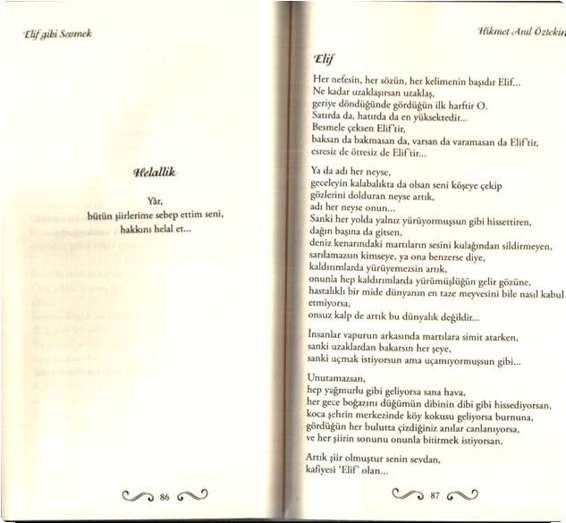 Elif gibi Sevmek
Helallik
Yâr,
bütün şiirlerime sebep ettim seni,
hakkını helal et...
86
Hikmet Anıl Öztekin
Elif
Her nefesin, her sözün, her kelimenin başıdır Elif...
Ne kadar uzaklaşırsan uzaklaş,
geriye döndüğünde gördüğün ilk harftir O.
Satırda da, hatırda da en yüksektedir...
Besmele çeksen Elif'tir,
baksan da bakmasan da, varsan da varamasan da Elif'tir,
esresiz de ötresiz de Elif'tir...
Ya da adı her neyse,
geceleyin kalabalıkta da olsan seni köşeye çekip
gözlerini dolduran neyse artık,
adı her neyse onun...
Sanki her yolda yalnız yürüyormuşsun gibi hissettiren,
dağın başına da gitsen,
deniz kenarındaki martıların sesini kulağından sildirmeyen,
sarılamazsın kimseye, ya ona benzerse diye,
kaldırımlarda yürüyemezsin artık,
onunla hep kaldırımlarda yürümüşlüğün gelir gözüne,
hastalıklı bir mide dünyanın en taze meyvesini bile nasıl kabul
etmiyorsa,
onsuz kalp de artık bu dünyalık değildir...
İnsanlar vapurun arkasında martılara simit atarken,
sanki uzaklardan bakarsın her şeye,
sanki uçmak istiyorsun ama uçamıyormuşsun gibi...
Unutamazsan,
hep yağmurlu gibi geliyorsa sana hava,
her gece boğazını düğümün dibinin dibi gibi hissediyorsan,
koca şehrin merkezinde köy kokusu geliyorsa burnuna,
gördüğün her bulutta çizdiğiniz anılar canlanıyorsa,
ve her şiirin sonunu onunla bitirmek istiyorsan.
Artık şiir olmuştur senin sevdan,
kafiyesi 'Elif' olan...
87